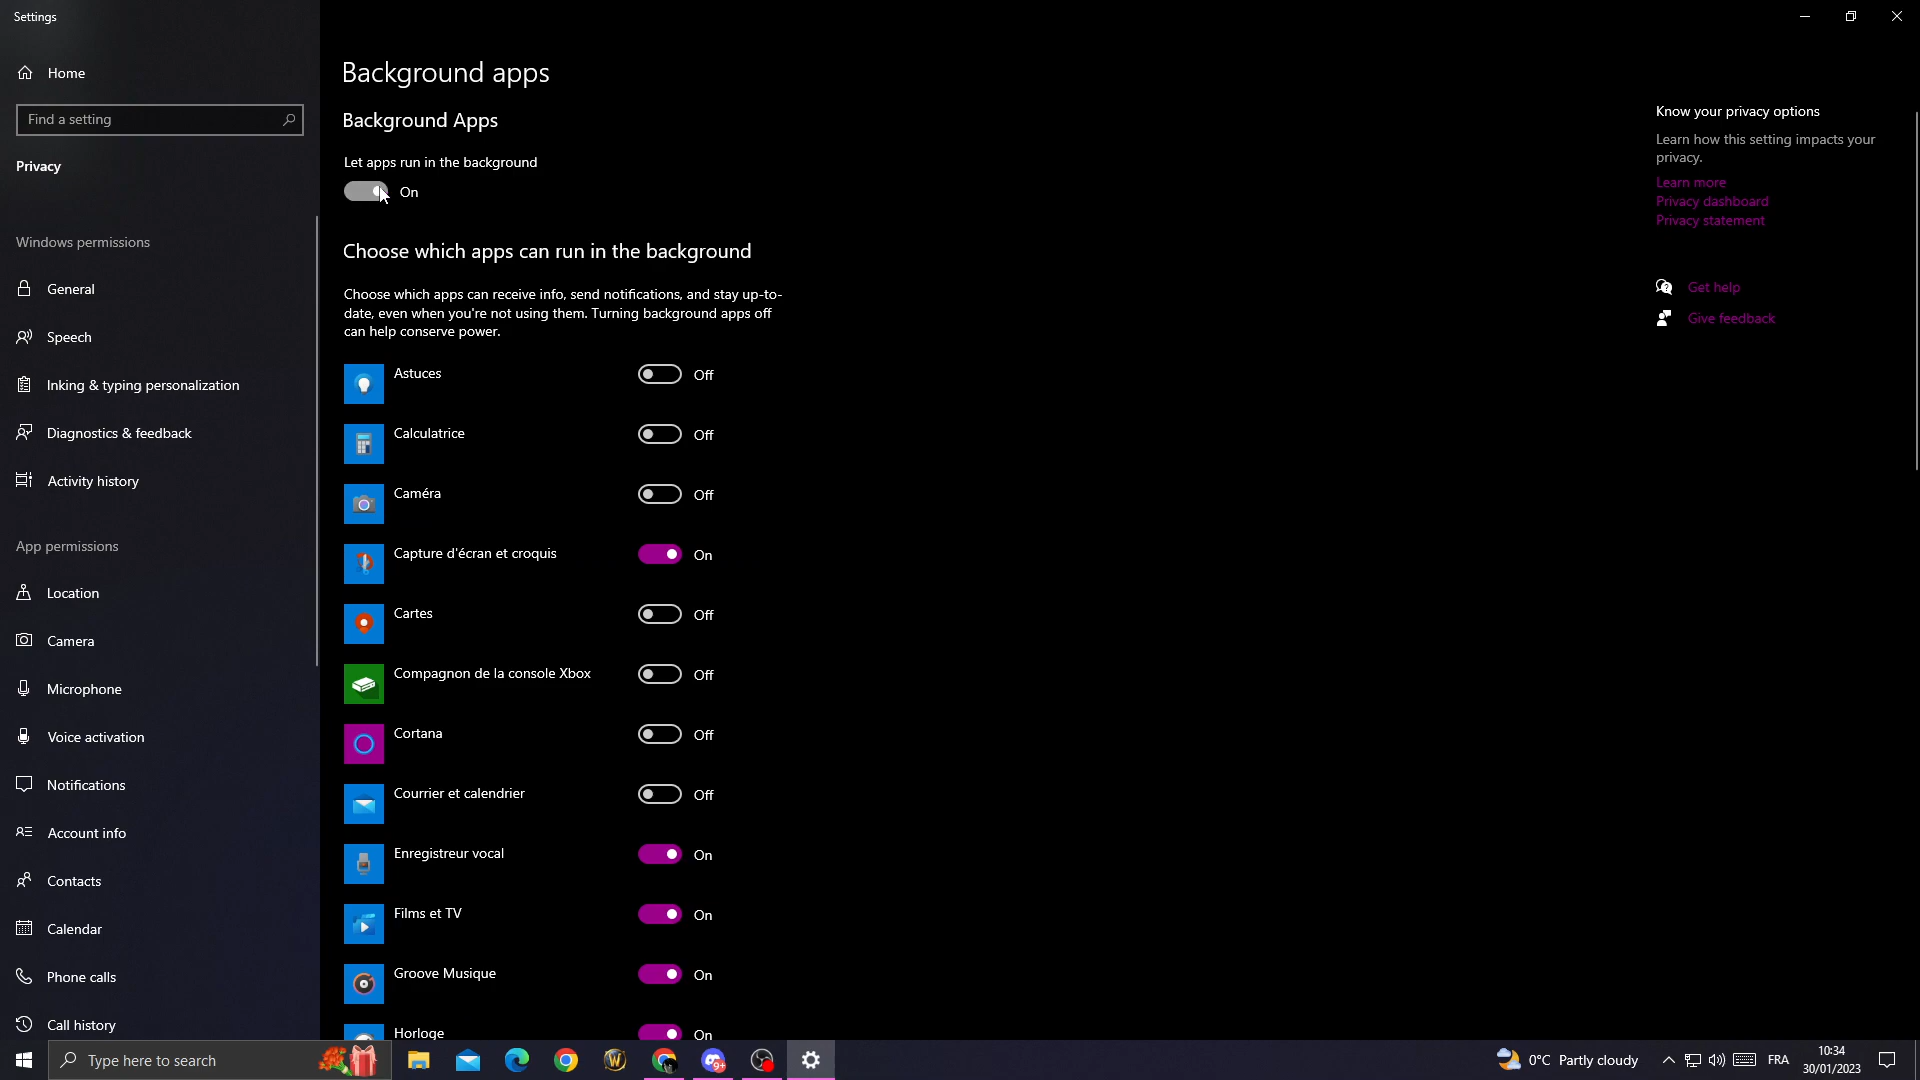 Settings
Home
Find a setting
Privacy
Windows permissions
General
Speech
Inking & typing personalization
Diagnostics & feedback
Activity history
App permissions
Location
Camera
Microphone
Voice activation
Notifications
Account info
Contacts
Calendar
Phone calls
Call history
Background apps
Background Apps
Let apps run in the background
On
Choose which apps can run in the background
Choose which apps can receive info, send notifications, and stay up-to-
date, even when you're not using them. Turning background apps off
can help conserve power.
Astuces Off
Calculatrice Off
Caméra Off
Capture d'écran et croquis On
Cartes Off
Compagnon de la console Xbox Off
Cortana Off
Courrier et calendrier Off
Enregistreur vocal On
Films et TV On
Groove Musique On
Horloge On
Know your privacy options
Learn how this setting impacts your
privacy.
Learn more
Privacy dashboard
Privacy statement
Get help
Give feedback
Type here to search
9+
0°C Partly cloudy
FRA
10:34
30/01/2023